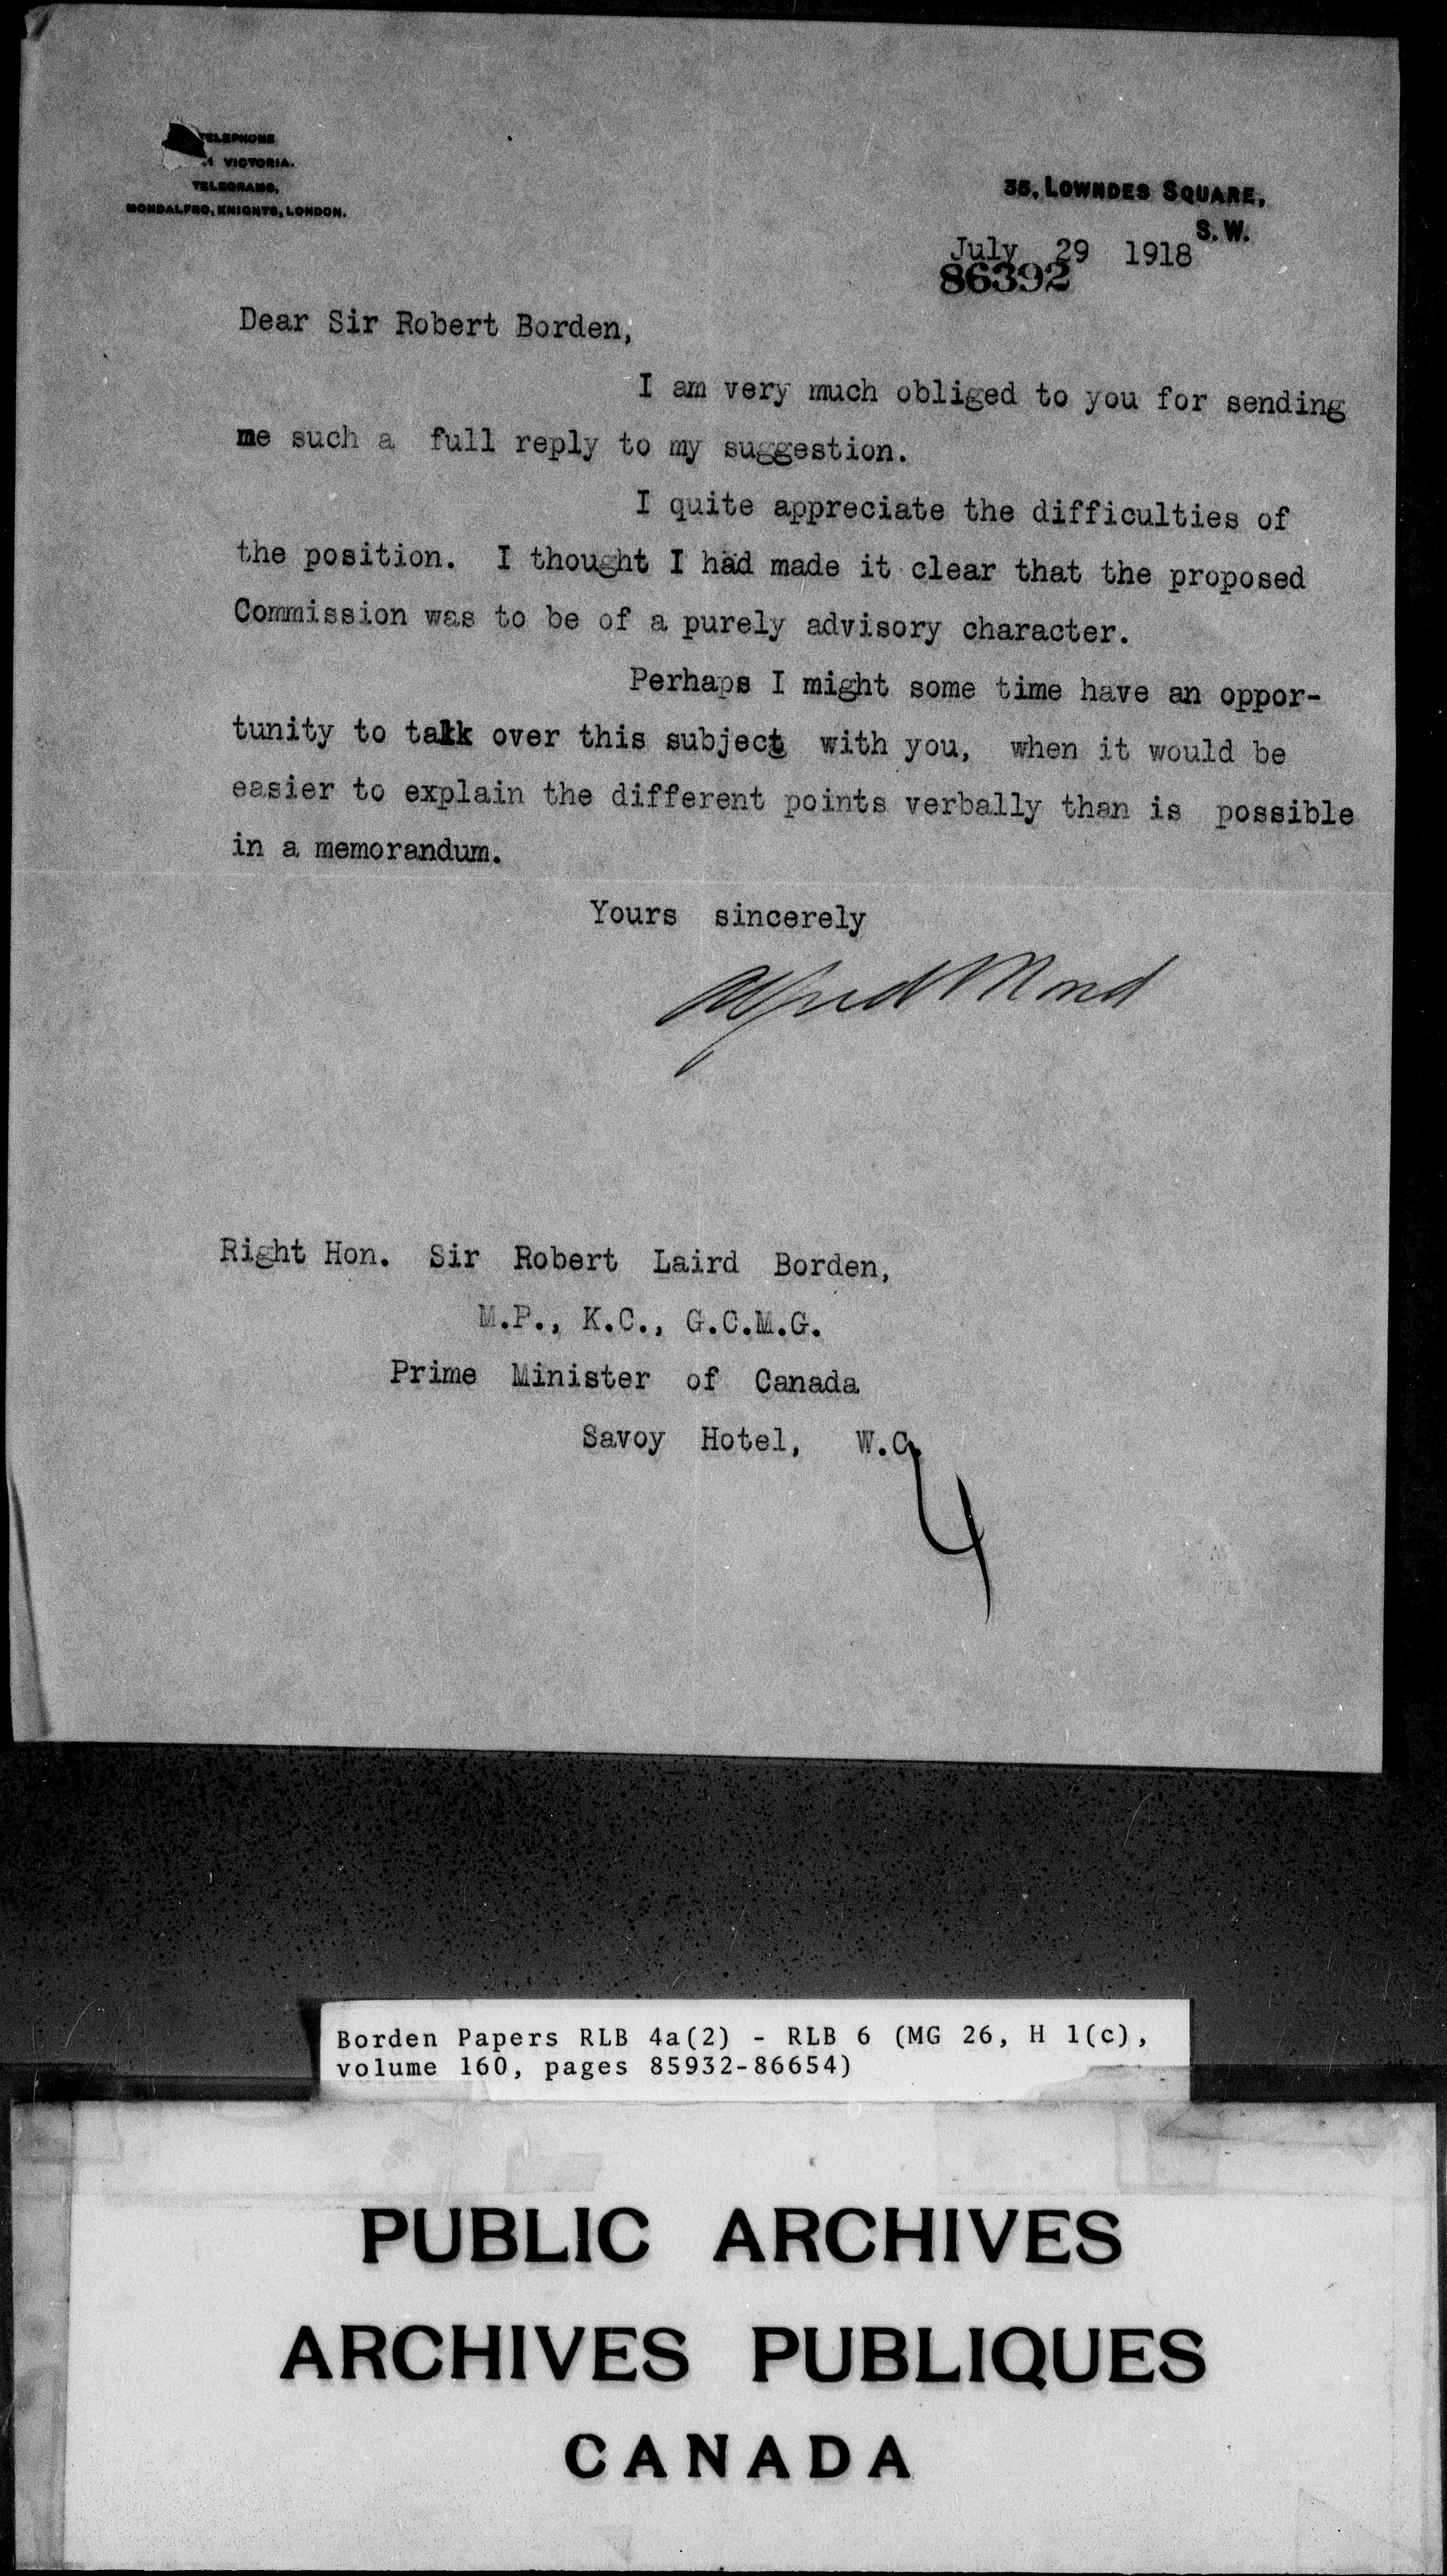 TELEPHONE
VICTORIA.
TELEGRAMS,
MONDALFRO, KNIGHTS, LONDON.
35, LOWNDES SQUARE,
S.W.
July 29 1918
86392
Dear Sir Robert Borden,
I am very much obliged to you for sending
me such a full reply to my suggestion.
I quite appreciate the difficulties of
the position. I thought I had made it clear that the proposed
Commission was to be of a purely advisory character.
Perhaps I might some time have an oppor-
tunity to talk over this subject with you, when it would be
easier to explain the different points verbally than is possible
in a memorandum.
Yours sincerely
Alfred Mond
Right Hon. Sir Robert Laird Borden,
M.P., K.C., G.C.M.G.
Prime Minister of Canada
Savoy Hotel, W.C.
4
Borden Papers RLB 4a(2) - RLB 6 (MG 26, H 1(c),
volume 160, pages 85932-86654)
PUBLIC ARCHIVES
ARCHIVES PUBLIQUES
CANADA